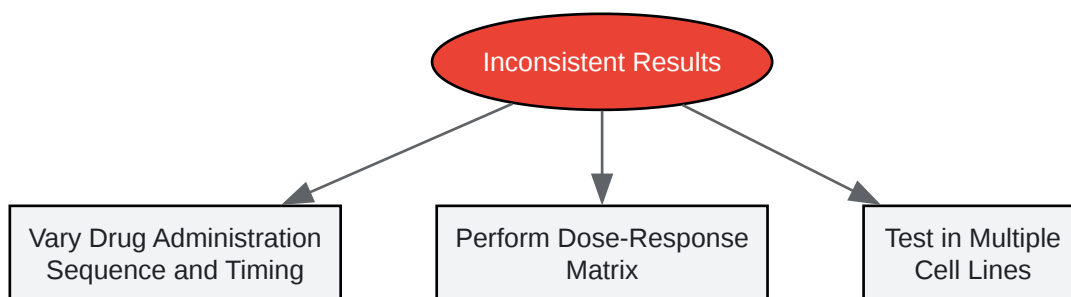 Inconsistent Results
Vary Drug Administration
Sequence and Timing
Perform Dose-Response
Matrix
Test in Multiple
Cell Lines